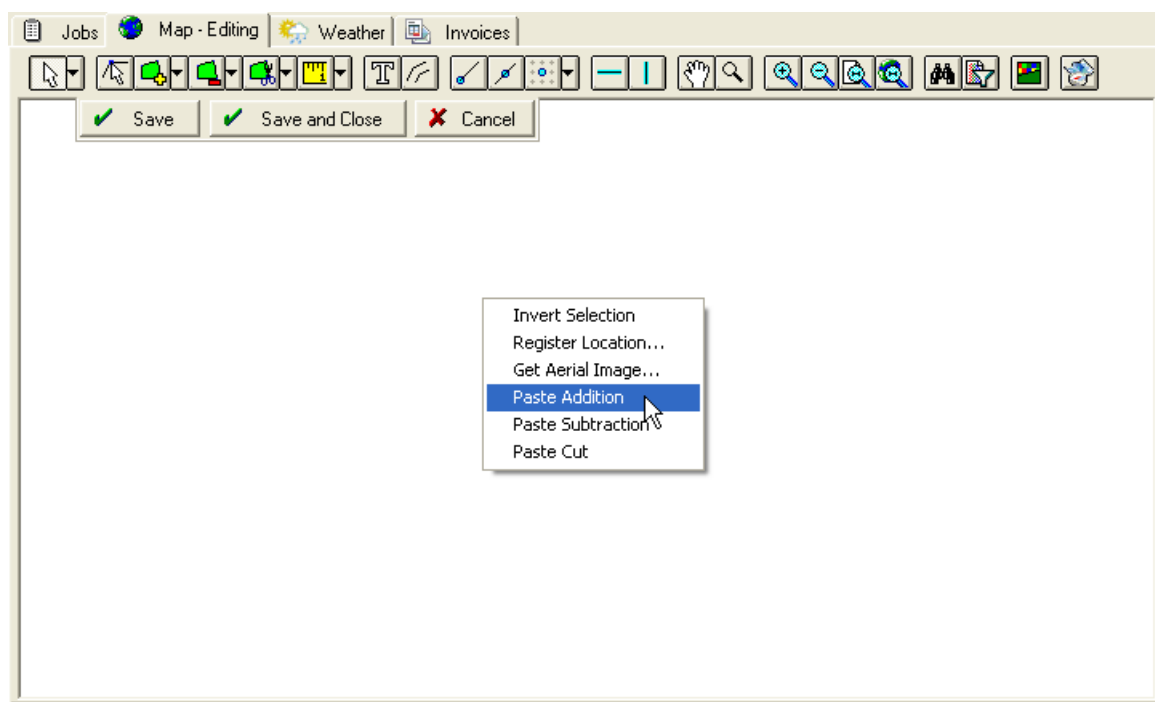 Jobs Map - Editing Weather Invoices
T
Save Save and Close Cancel
Invert Selection
Register Location...
Get Aerial Image...
Paste Addition
Paste Subtraction
Paste Cut